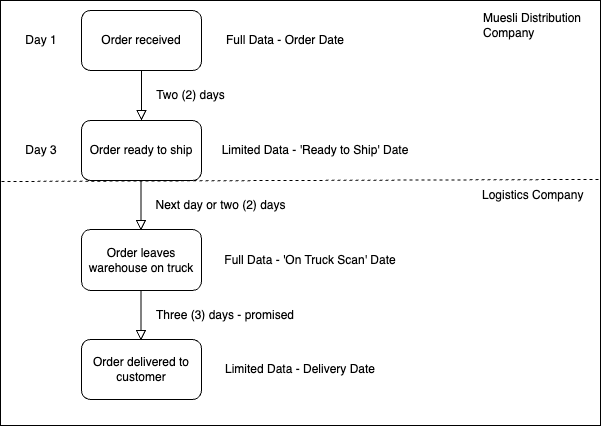 Muesli Distribution
Company
Day 1
Order received
Full Data - Order Date
Two (2) days
Day 3
Order ready to ship
Limited Data - 'Ready to Ship' Date
Logistics Company
Next day or two (2) days
Order leaves
warehouse on truck
Full Data - 'On Truck Scan' Date
Three (3) days - promised
Order delivered to
customer
Limited Data - Delivery Date